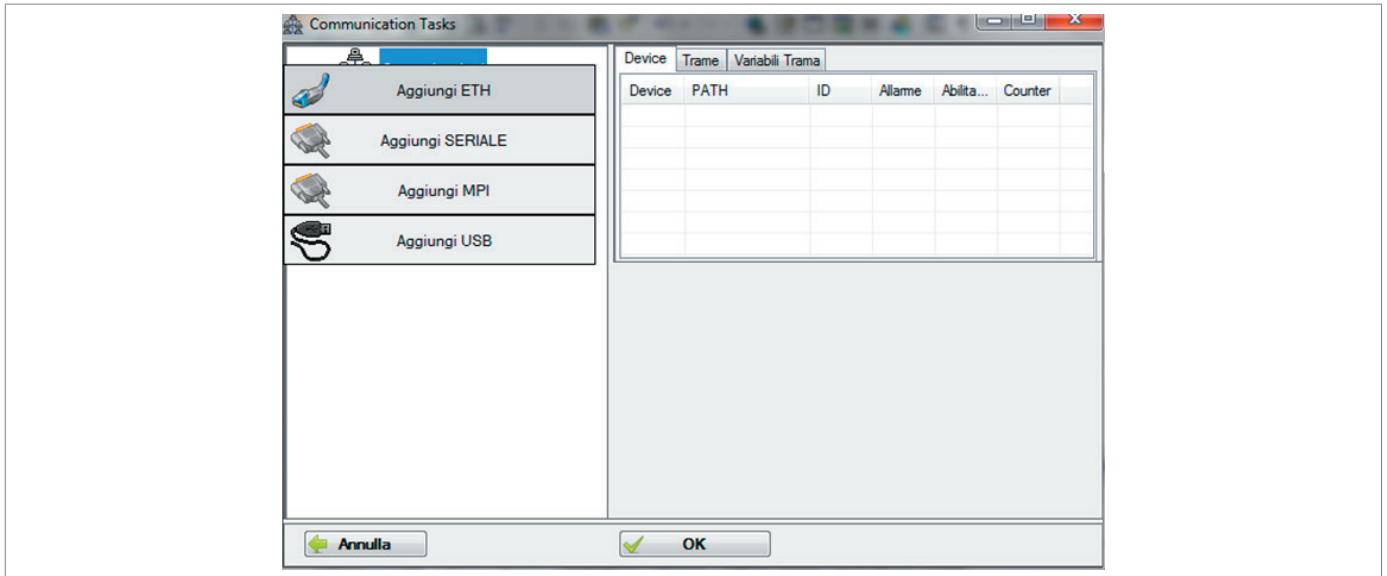 Communication Tasks
Aggiungi ETH
Aggiungi SERIALE
Aggiungi MPI
Aggiungi USB
Device Trame Variabili Trama
Device PATH ID Allarme Abilita... Counter
Annulla OK